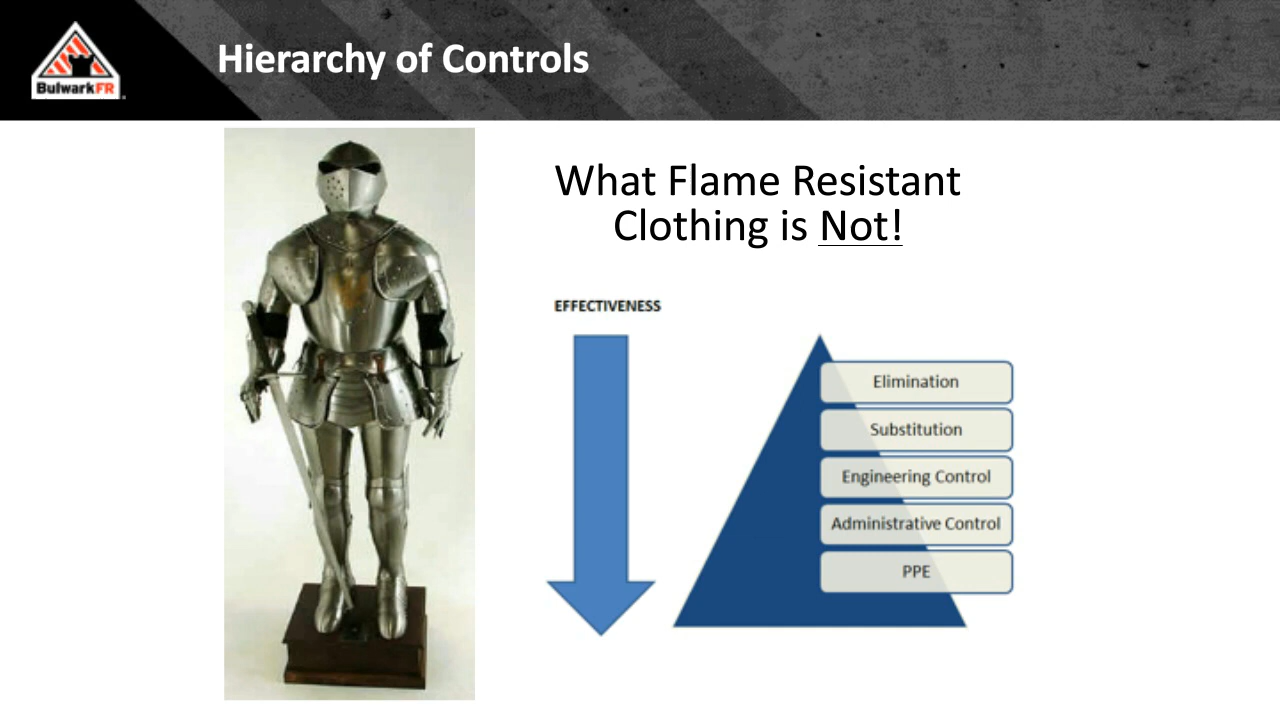 Hierarchy of Controls
BulwarkFR
What Flame Resistant
Clothing is Not!
EFFECTIVENESS
Elimination
Substitution
Engineering Control
Administrative Control
PPE